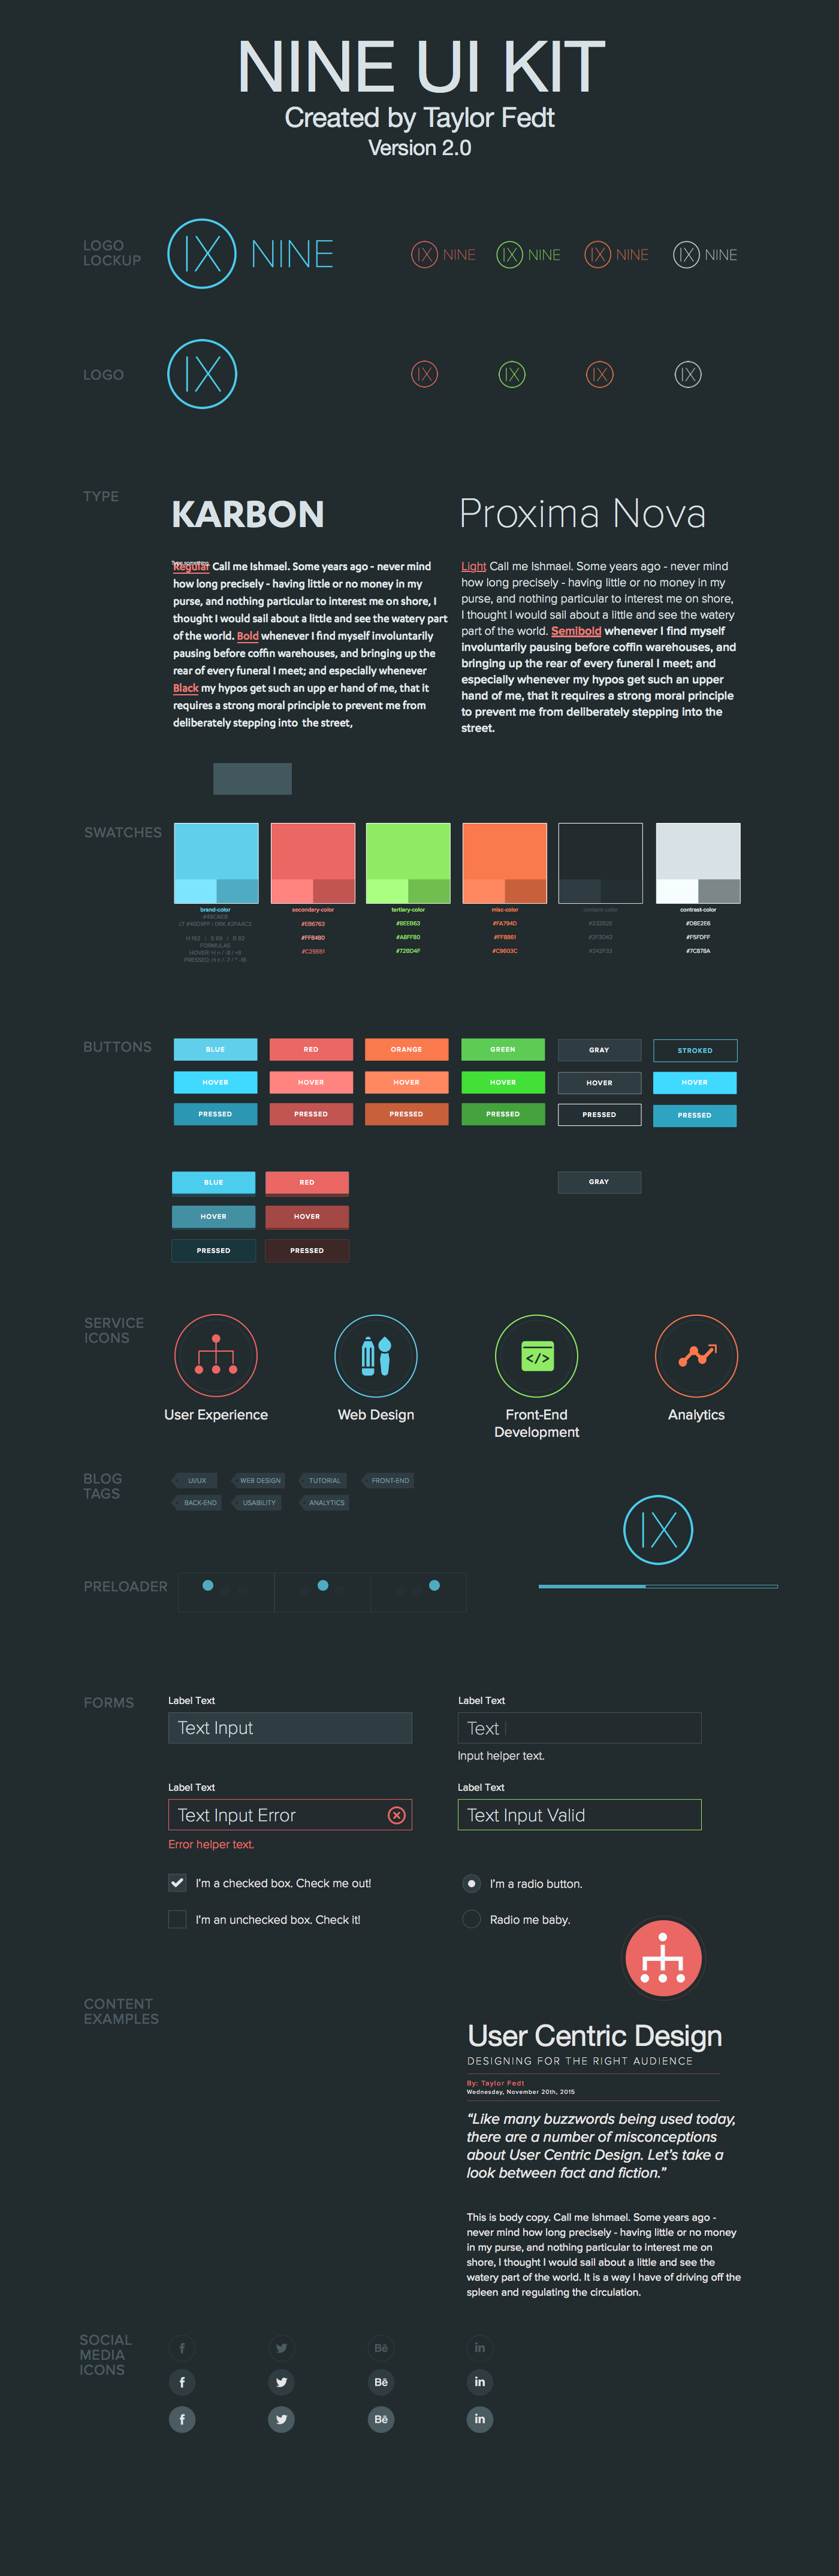 NINE UI KIT
Created by Taylor Fedt
Version 2.0
LOGO
LOCKUP
IX NINE
IX NINE
IX NINE
IX NINE
IX NINE
LOGO
IX
IX
IX
IX
IX
TYPE
KARBON
Regular Call me Ishmael. Some years ago - never mind
how long precisely - having little or no money in my
purse, and nothing particular to interest me on shore, I
thought I would sail about a little and see the watery part
of the world. Bold whenever I find myself involuntarily
pausing before coffin warehouses, and bringing up the
rear of every funeral I meet; and especially whenever
Black my hypos get such an upp er hand of me, that it
requires a strong moral principle to prevent me from
deliberately stepping into the street,
Proxima Nova
Light Call me Ishmael. Some years ago - never mind
how long precisely - having little or no money in my
purse, and nothing particular to interest me on shore,
I thought I would sail about a little and see the watery
part of the world. Semibold whenever I find myself
involuntarily pausing before coffin warehouses, and
bringing up the rear of every funeral I meet; and
especially whenever my hypos get such an upper
hand of me, that it requires a strong moral principle
to prevent me from deliberately stepping into the
street.
SWATCHES
brand-color
FORMULAS
secondary-color
#EB6763
#FF8480
#C25551
tertiary-color
#8EEB63
#A8FF80
#72BD4F
misc-color
#FA794D
#FF8861
#C9603C
contrast-color
#D8E2E6
#F5FDFF
#7C878A
BUTTONS
BLUE
RED
ORANGE
GREEN
GRAY
STROKED
HOVER
HOVER
HOVER
HOVER
HOVER
HOVER
PRESSED
PRESSED
PRESSED
PRESSED
PRESSED
PRESSED
BLUE
RED
GRAY
HOVER
HOVER
PRESSED
PRESSED
SERVICE
ICONS
</>
User Experience
Web Design
Front-End
Development
Analytics
BLOG
TAGS
UI/UX
WEB DESIGN
TUTORIAL
FRONT-END
BACK-END
USABILITY
ANALYTICS
IX
PRELOADER
FORMS
Label Text
Text Input
Label Text
Text
Input helper text.
Label Text
Text Input Error
Error helper text.
Label Text
Text Input Valid
I'm a checked box. Check me out!
I'm a radio button.
I'm an unchecked box. Check it!
Radio me baby.
CONTENT
EXAMPLES
User Centric Design
DESIGNING FOR THE RIGHT AUDIENCE
By: Taylor Fedt
Wednesday, November 20th, 2015
“Like many buzzwords being used today,
there are a number of misconceptions
about User Centric Design. Let's take a
look between fact and fiction.”
This is body copy. Call me Ishmael. Some years ago -
never mind how long precisely - having little or no money
in my purse, and nothing particular to interest me on
shore, I thought I would sail about a little and see the
watery part of the world. It is a way I have of driving off the
spleen and regulating the circulation.
SOCIAL
MEDIA
ICONS
f
Bē
in
f
Bē
in
f
Bē
in